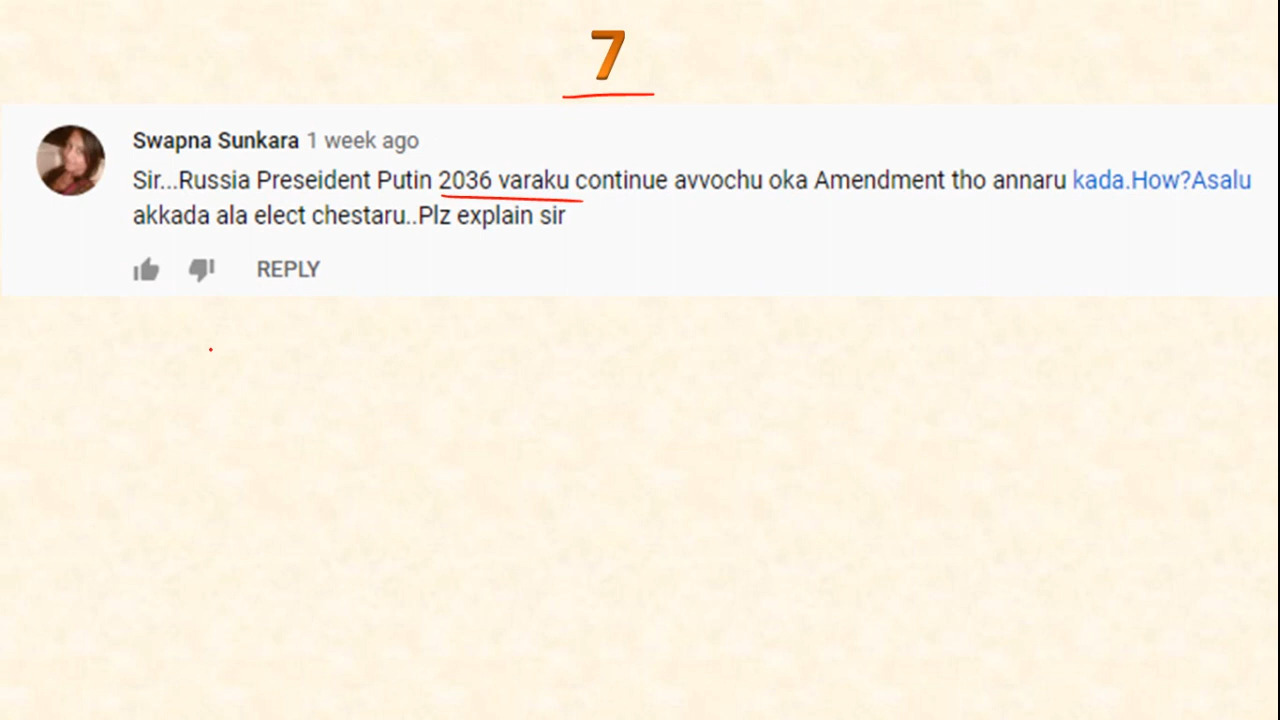 7
Swapna Sunkara 1 week ago
Sir...Russia Preseident Putin 2036 varaku continue avvochu oka Amendment tho annaru kada.How?Asalu
akkada ala elect chestaru..Plz explain sir
REPLY